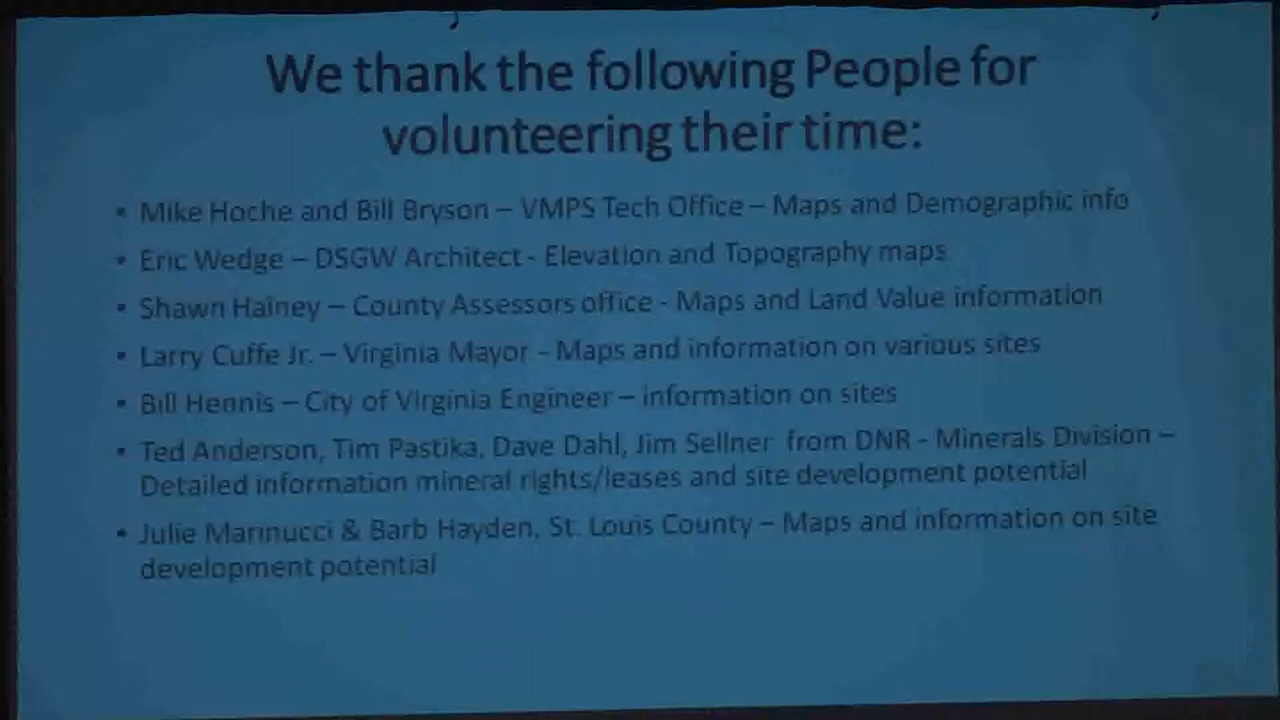 We thank the following People for
volunteering their time:
• Mike Hoche and Bill Bryson – VMPS Tech Office – Maps and Demographic info
• Eric Wedge – DSGW Architect - Elevation and Topography maps
• Shawn Hainey – County Assessors office - Maps and Land Value information
• Larry Cuffe Jr. – Virginia Mayor - Maps and information on various sites
• Bill Hennis – City of Virginia Engineer – information on sites
• Ted Anderson, Tim Pastika, Dave Dahl, Jim Sellner from DNR - Minerals Division –
Detailed information mineral rights/leases and site development potential
• Julie Marinucci & Barb Hayden, St. Louis County – Maps and information on site
development potential